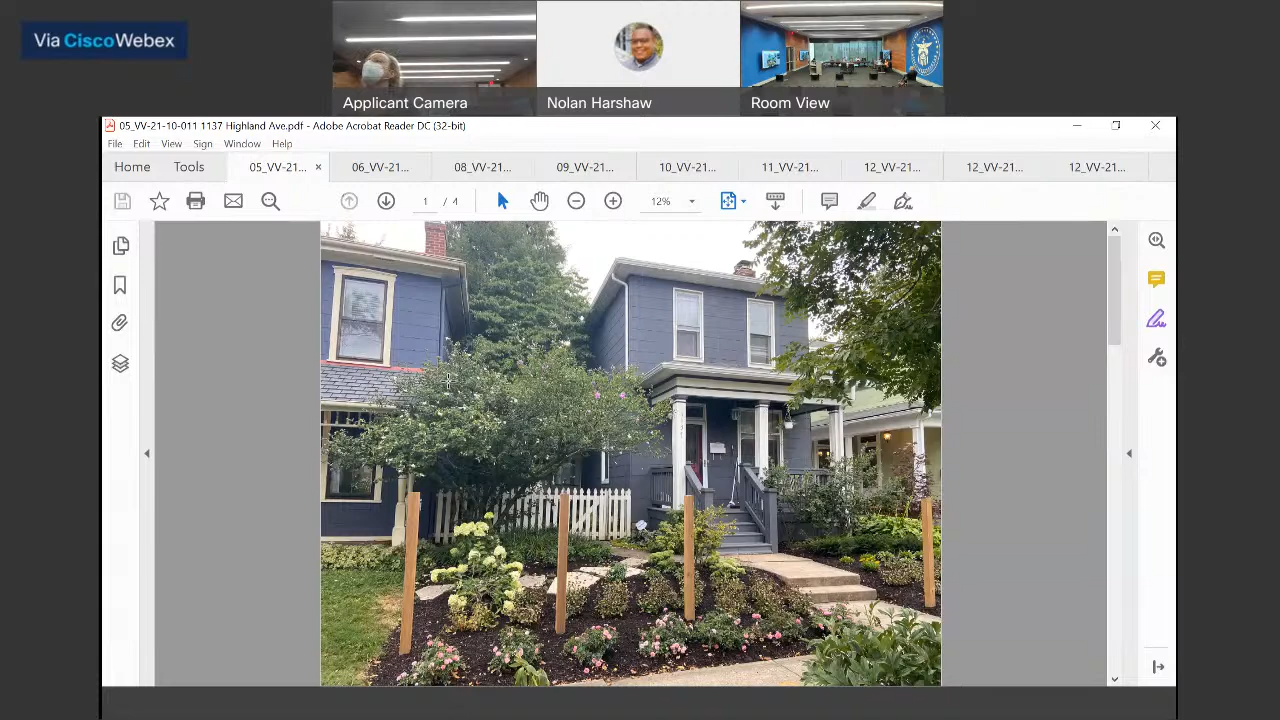 Via CiscoWebex
Applicant Camera
Nolan Harshaw
Room View
05_VV-21-10-011 1137 Highland Ave.pdf - Adobe Acrobat Reader DC (32-bit)
File Edit View Sign Window Help
Home Tools 05_VV-21... × 06_VV-21... 08_VV-21... 09_VV-21... 10_VV-21... 11_VV-21... 12_VV-21... 12_VV-21... 12_VV-21...
1 / 4 12%